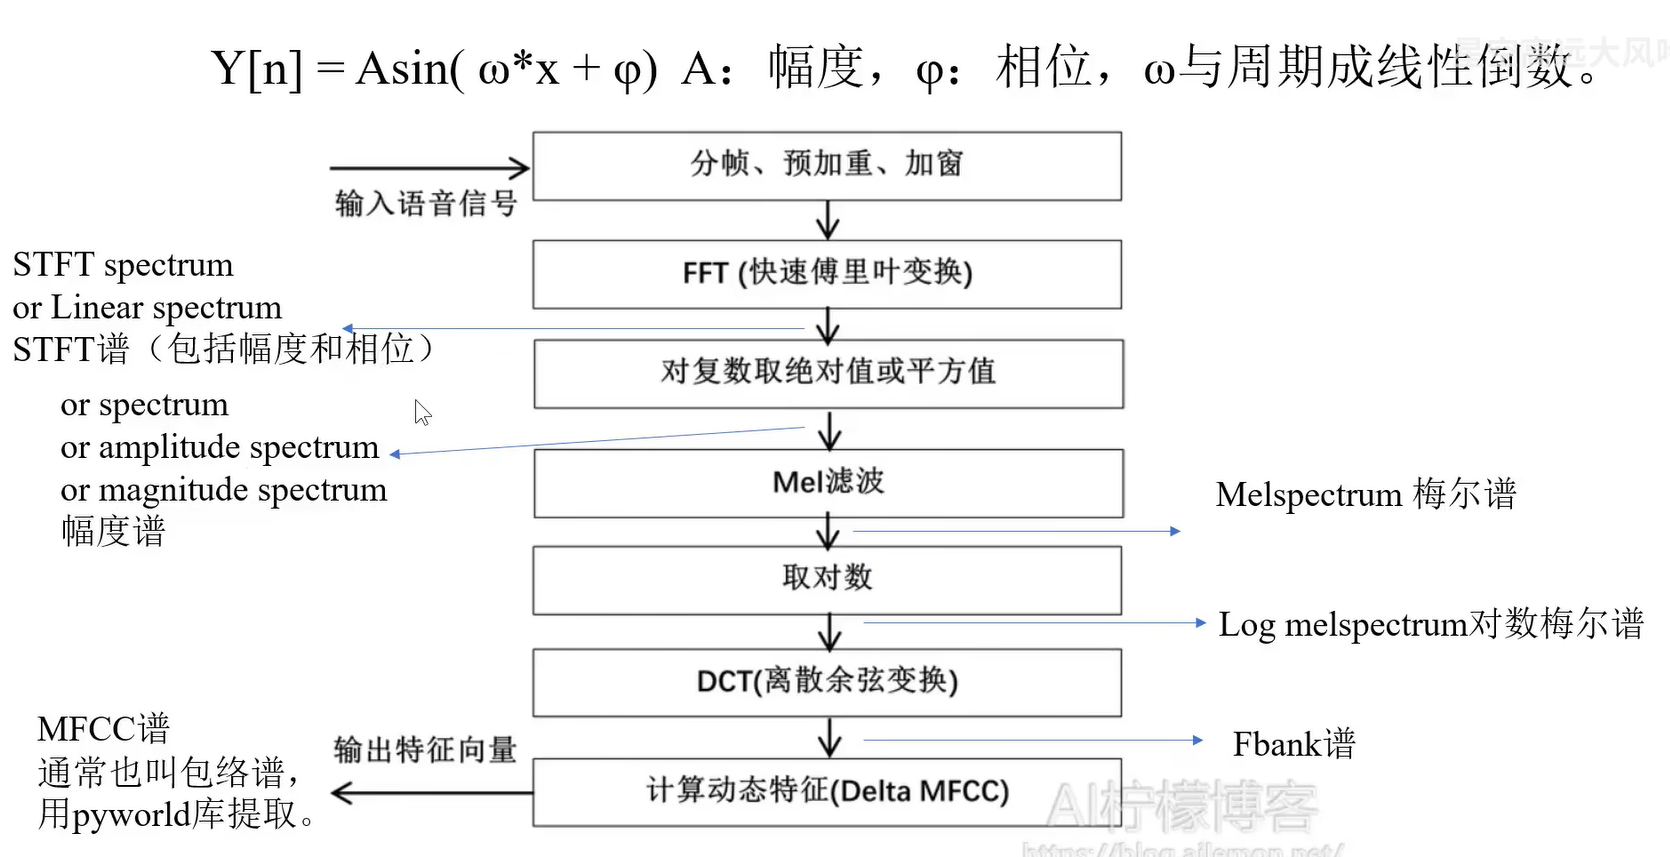 Y[n] = Asin( ω*x + φ) A：幅度，φ：相位，ω与周期成线性倒数。
分帧、预加重、加窗
输入语音信号
FFT (快速傅里叶变换)
STFT spectrum
or Linear spectrum
STFT谱（包括幅度和相位）
对复数取绝对值或平方值
or spectrum
or amplitude spectrum
or magnitude spectrum
幅度谱
Mel滤波
Melspectrum 梅尔谱
取对数
Log melspectrum对数梅尔谱
DCT(离散余弦变换)
Fbank谱
MFCC谱
通常也叫包络谱，
用pyworld库提取。
输出特征向量
计算动态特征(Delta MFCC)
AI柠檬博客
https://blog.ailemon.net/